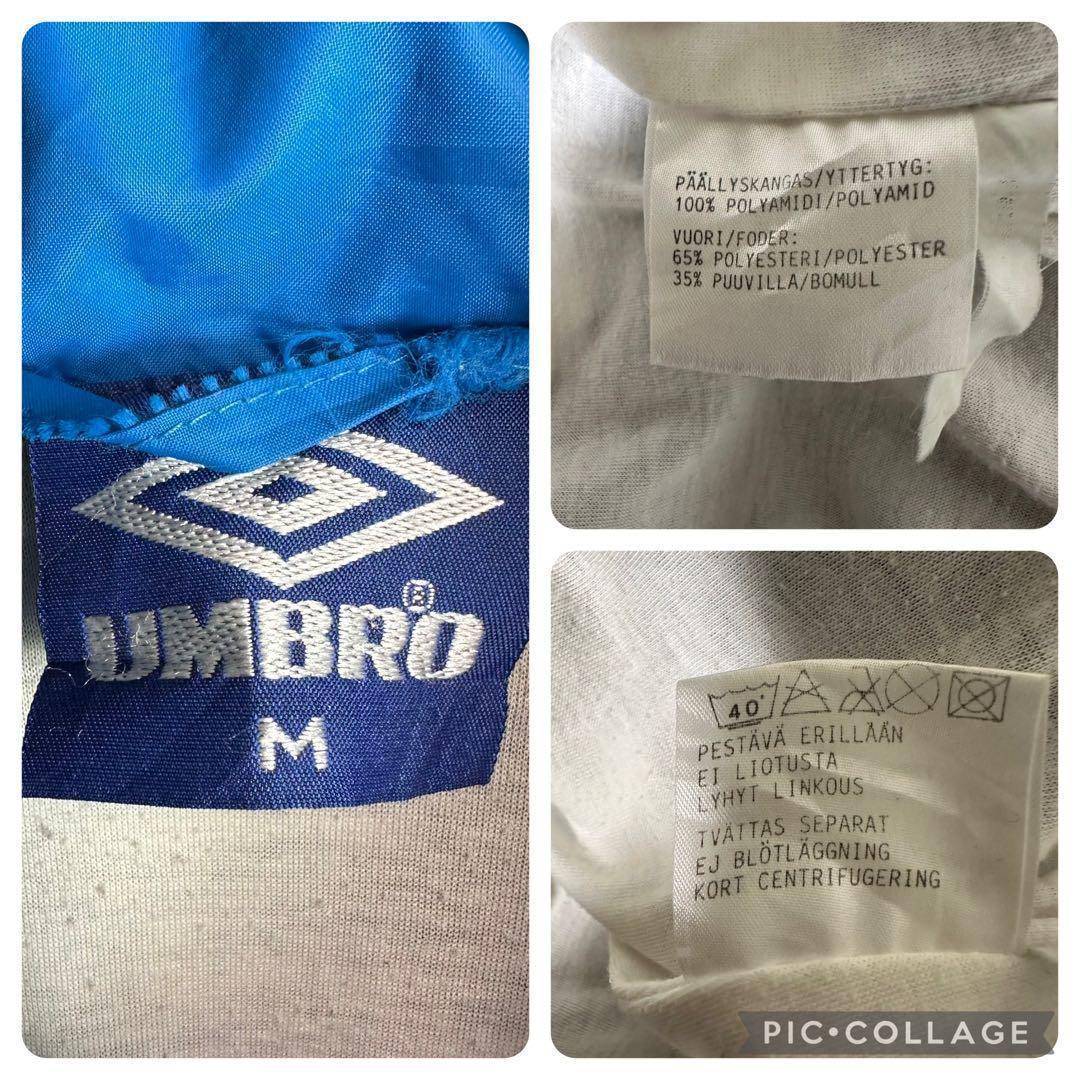 UMBRO®
M
PÄÄLLYSKANGAS/YTTERTYG:
100% POLYAMIDI/POLYAMID
VUORI/FODER:
65% POLYESTERI/POLYESTER
35% PUUVILLA/BOMULL
40°
PESTÄVÄ ERILLÄÄN
EI LIOTUSTA
LYHYT LINKOUS
TVÄTTAS SEPARAT
EJ BLÖTLÄGGNING
KORT CENTRIFUGERING
PIC•COLLAGE